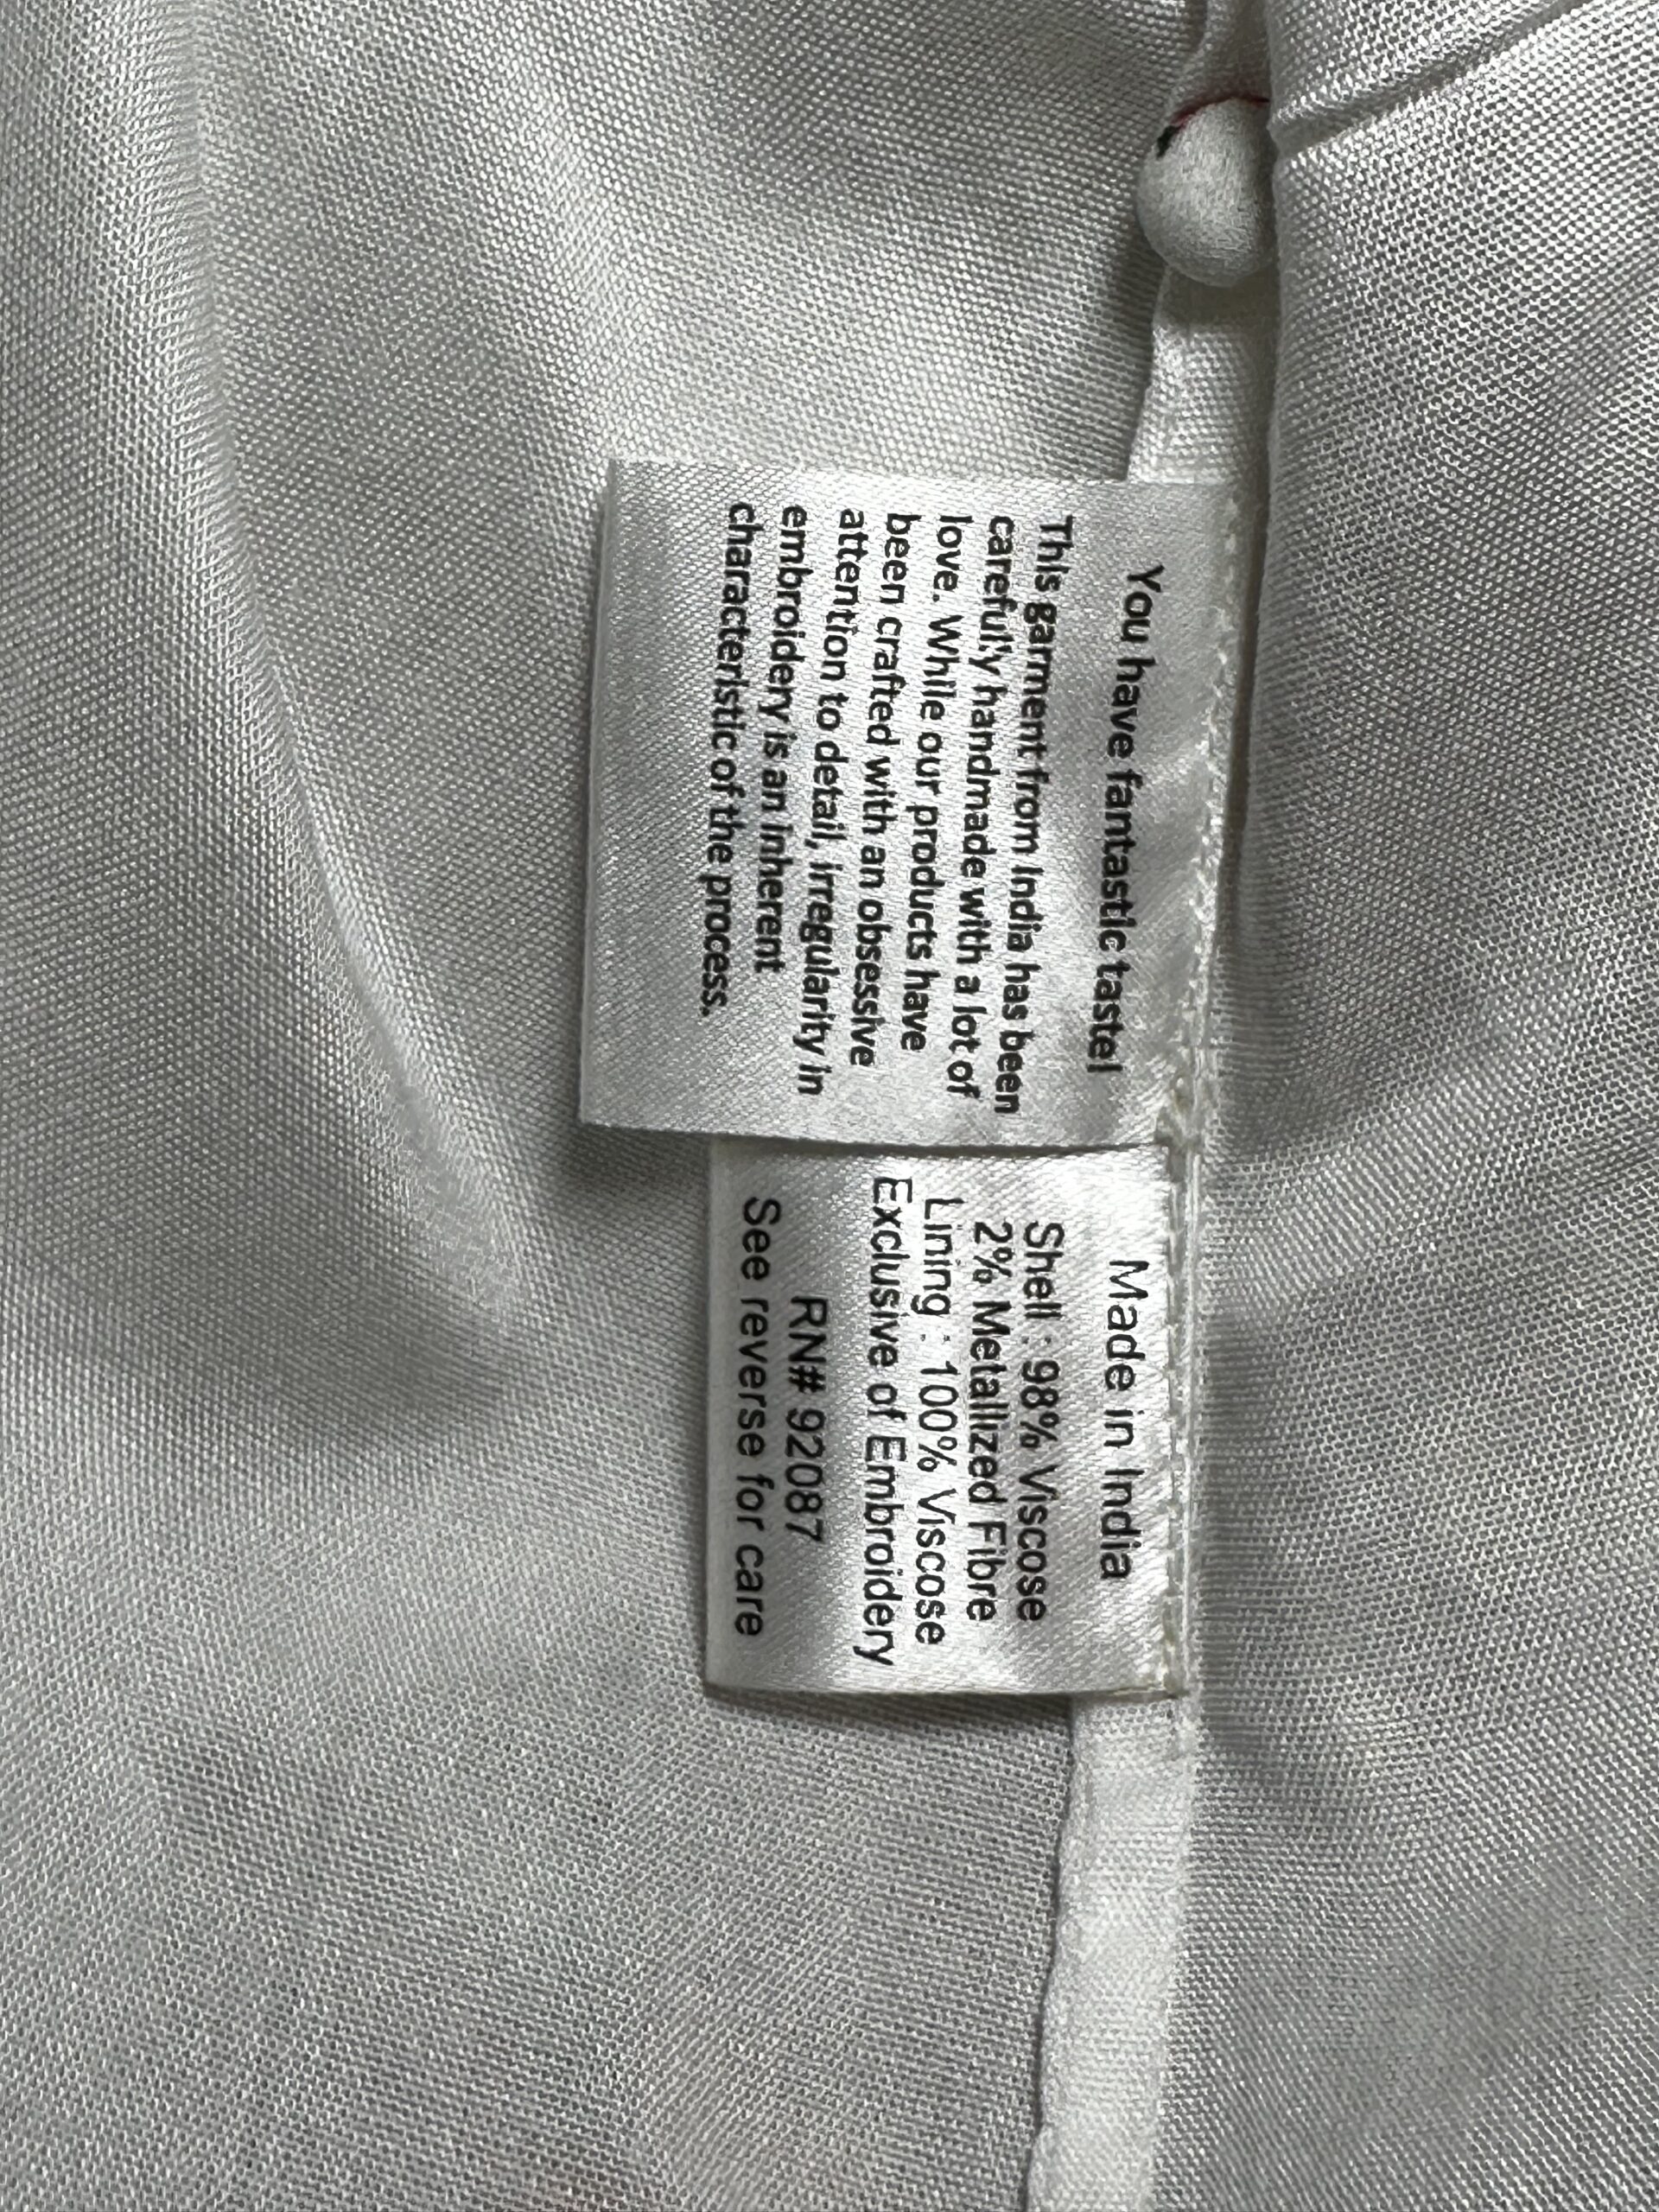 You have fantastic taste!
This garment from India has been
carefully handmade with a lot of
love. While our products have
been crafted with an obsessive
attention to detail, irregularity in
embroidery is an inherent
characteristic of the process.
Made in India
Shell : 98% Viscose
2% Metallized Fibre
Lining : 100% Viscose
Exclusive of Embroidery
RN# 92087
See reverse for care